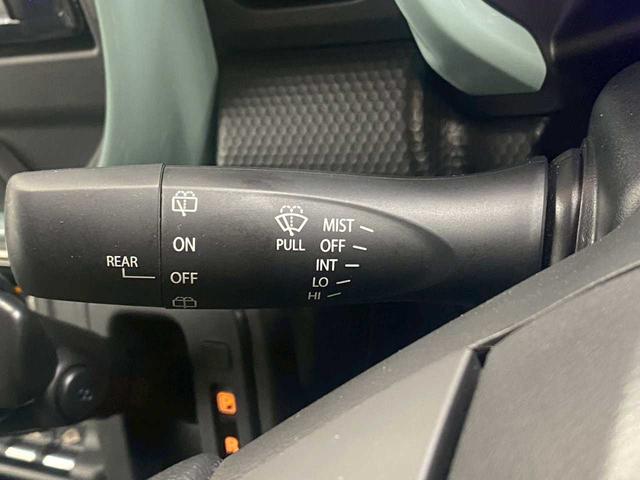 ON
REAR
OFF
PULL
MIST
OFF
INT
LO
HI